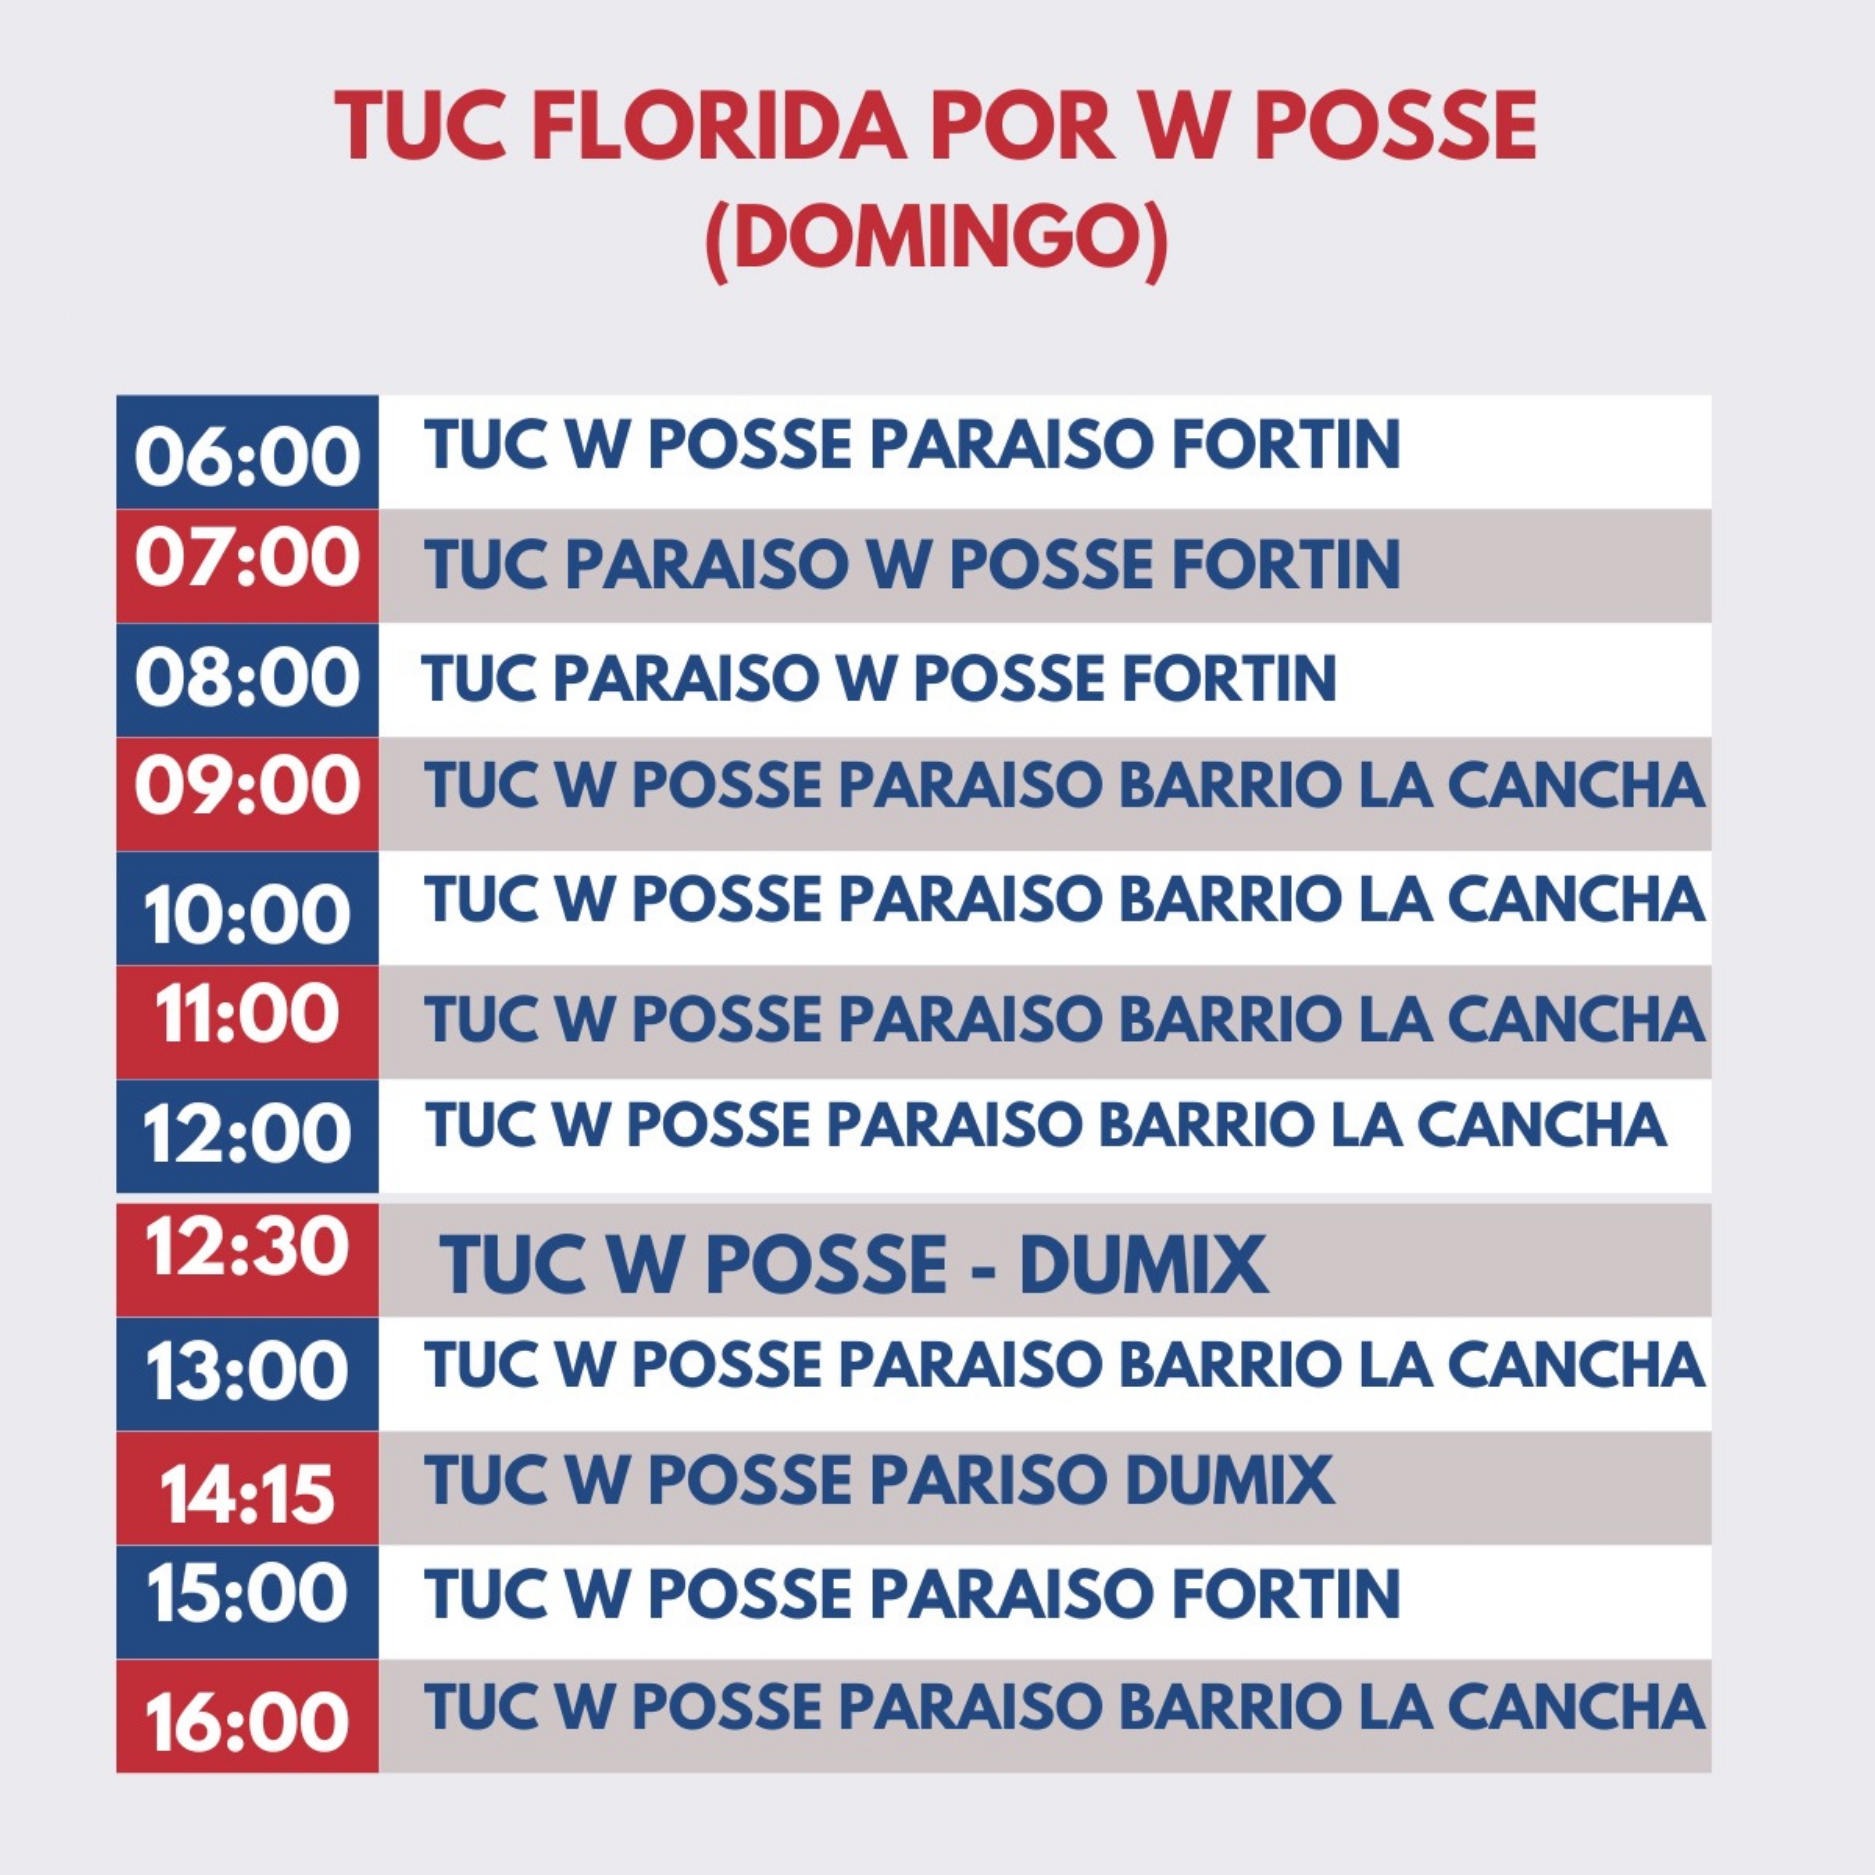 TUC FLORIDA POR W POSSE
(DOMINGO)
06:00 TUC W POSSE PARAISO FORTIN
07:00 TUC PARAISO W POSSE FORTIN
08:00 TUC PARAISO W POSSE FORTIN
09:00 TUC W POSSE PARAISO BARRIO LA CANCHA
10:00 TUC W POSSE PARAISO BARRIO LA CANCHA
11:00 TUC W POSSE PARAISO BARRIO LA CANCHA
12:00 TUC W POSSE PARAISO BARRIO LA CANCHA
12:30 TUC W POSSE - DUMIX
13:00 TUC W POSSE PARAISO BARRIO LA CANCHA
14:15 TUC W POSSE PARISO DUMIX
15:00 TUC W POSSE PARAISO FORTIN
16:00 TUC W POSSE PARAISO BARRIO LA CANCHA